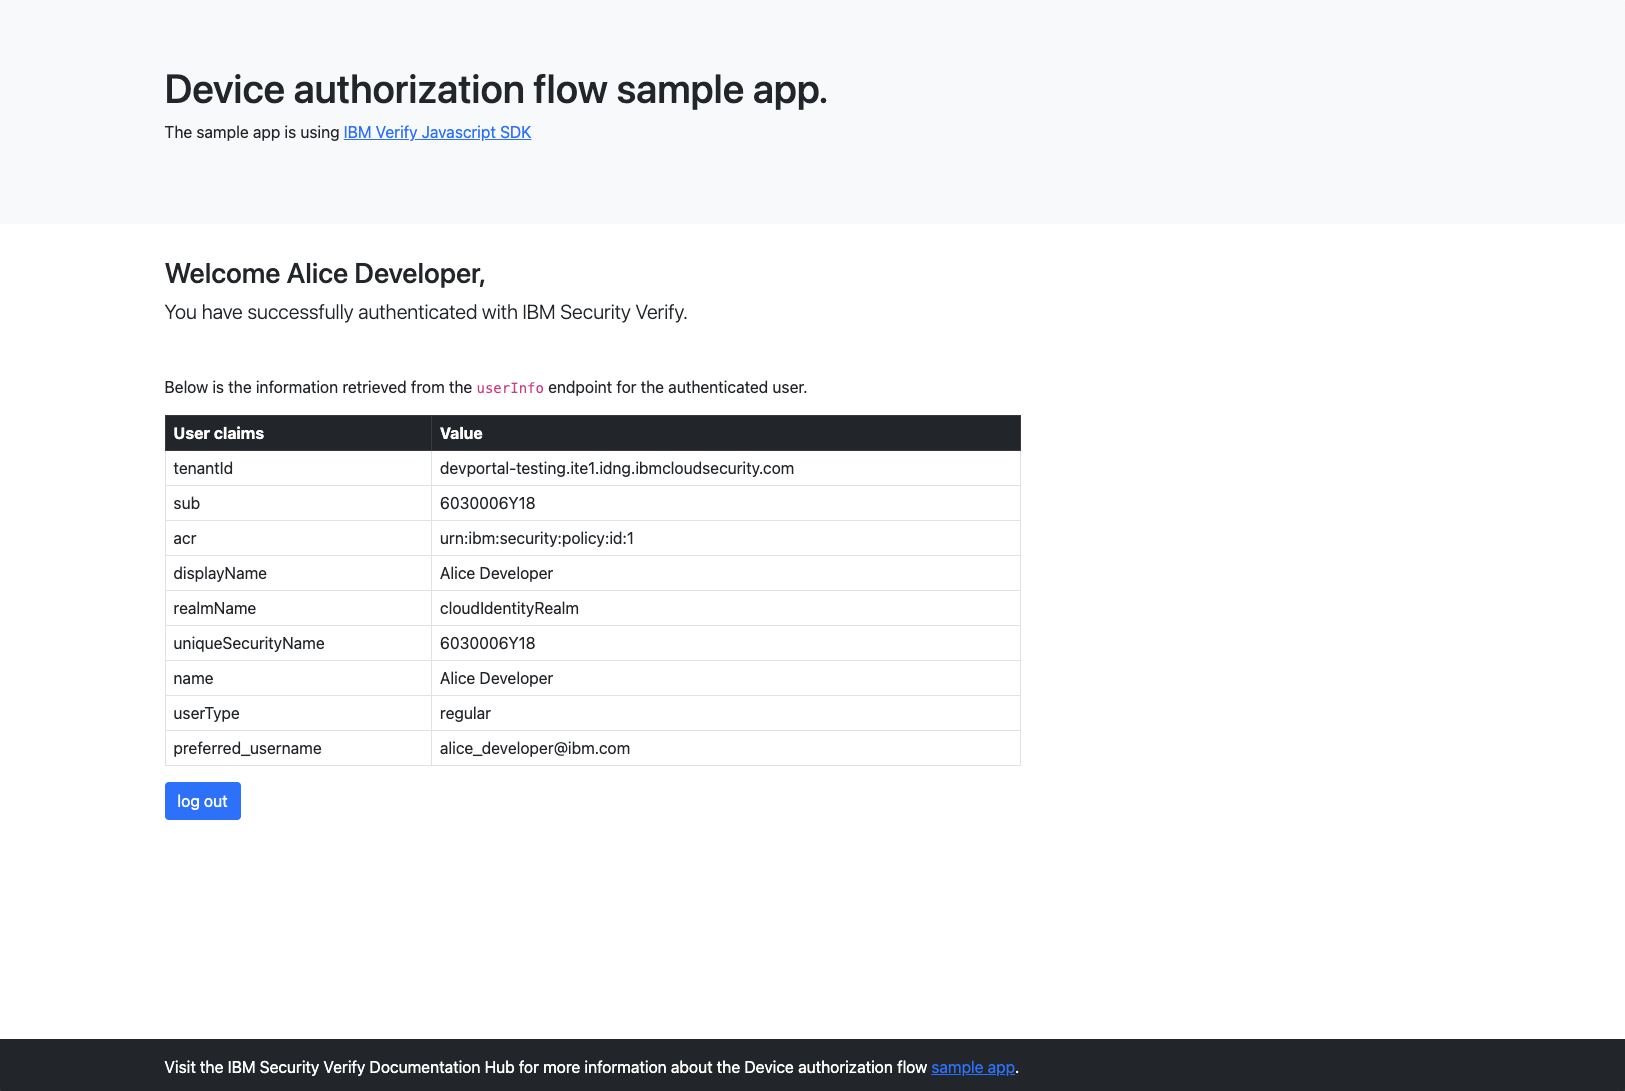 Device authorization flow sample app.
The sample app is using IBM Verify Javascript SDK
Welcome Alice Developer,
You have successfully authenticated with IBM Security Verify.
Below is the information retrieved from the userInfo endpoint for the authenticated user.
User claims Value
tenantId devportal-testing.ite1.idng.ibmcloudsecurity.com
sub 6030006Y18
acr urn:ibm:security:policy:id:1
displayName Alice Developer
realmName cloudIdentityRealm
uniqueSecurityName 6030006Y18
name Alice Developer
userType regular
preferred_username alice_developer@ibm.com
log out
Visit the IBM Security Verify Documentation Hub for more information about the Device authorization flow sample app.